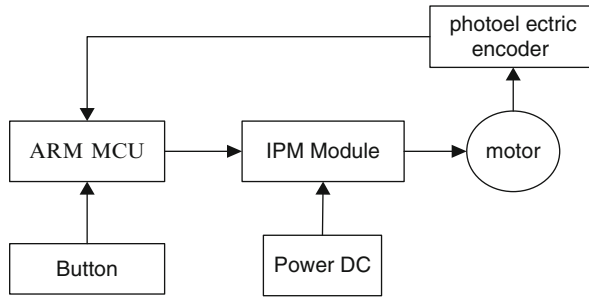 photoel ectric
encoder
ARM MCU
IPM Module
motor
Button
Power DC